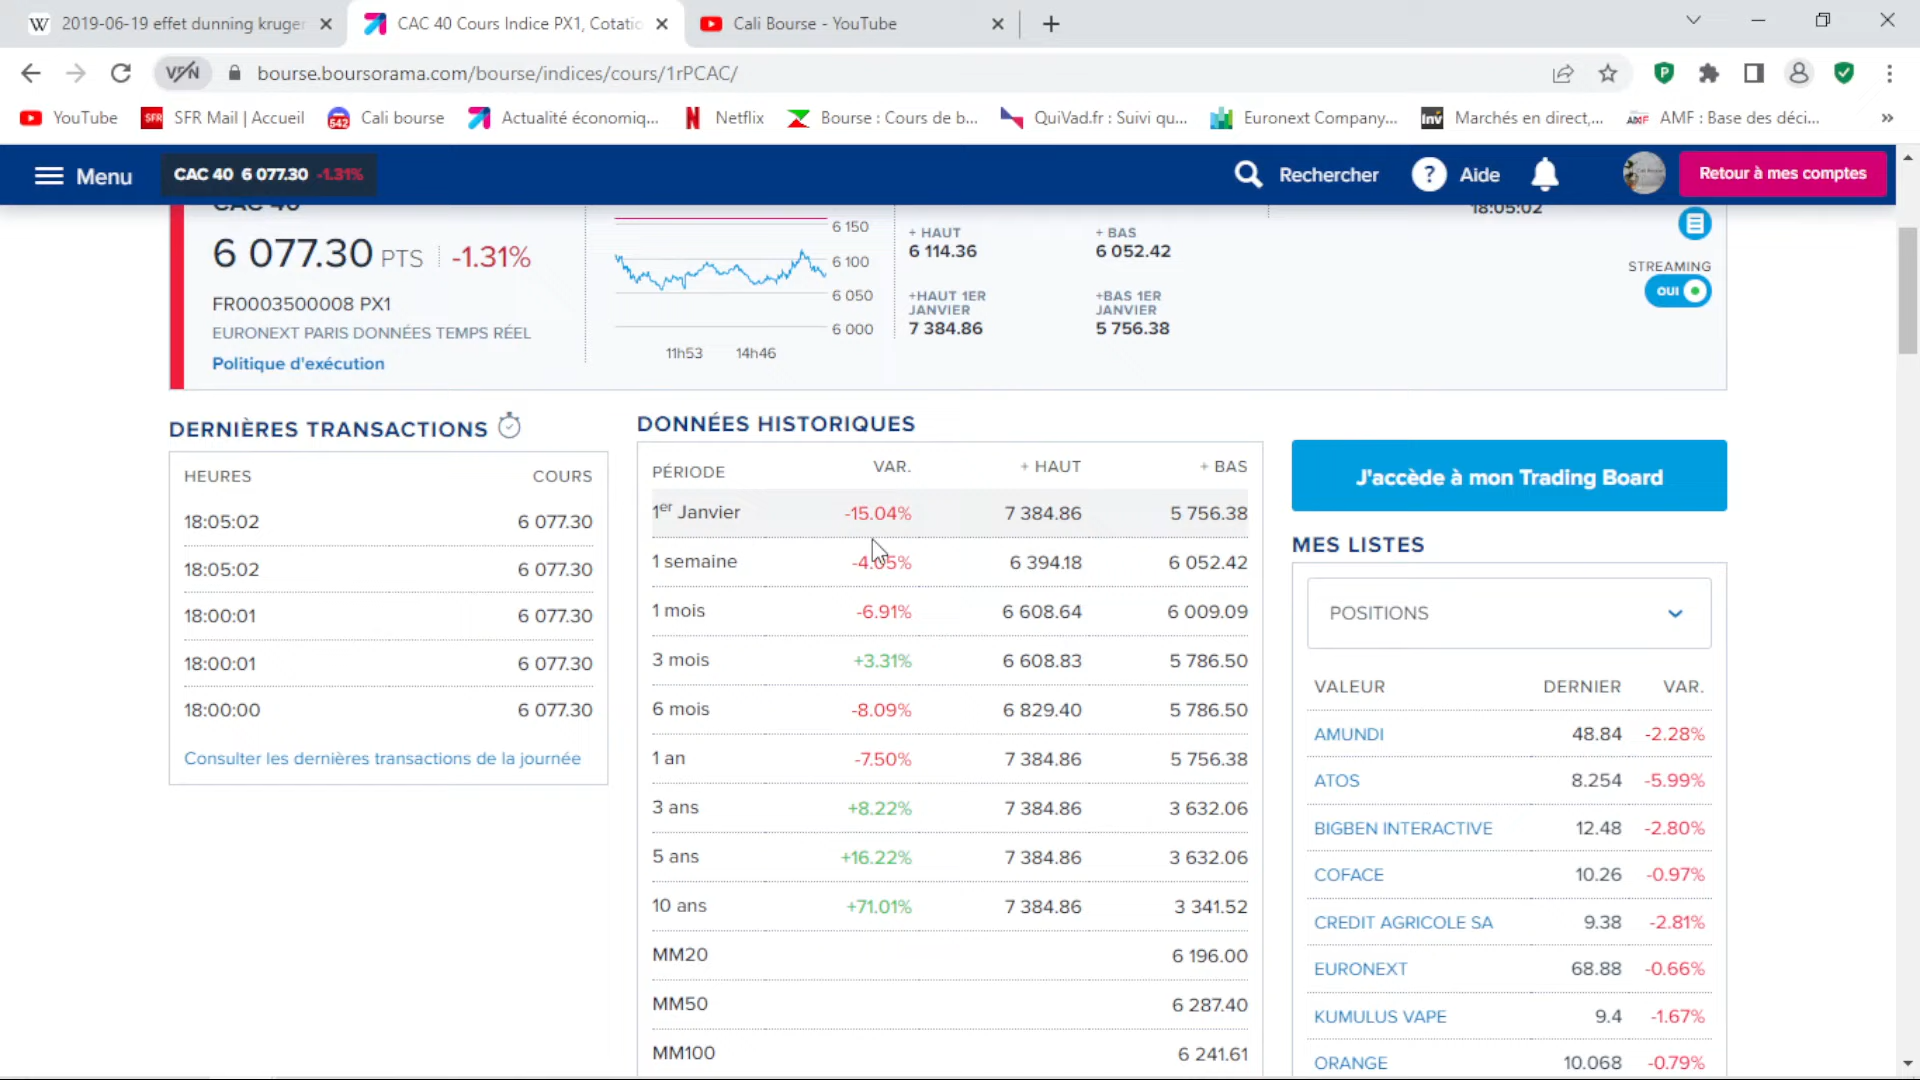 2019-06-19 effet dunning kruger
CAC 40 Cours Indice PX1, Cotatio
Cali Bourse - YouTube
VPN
bourse.boursorama.com/bourse/indices/cours/1rPCAC/
YouTube
SFR Mail | Accueil
Cali bourse
Actualité économiq...
Netflix
Bourse : Cours de b...
QuiVad.fr : Suivi qu...
Euronext Company...
Marchés en direct,...
AMF : Base des déci...
Menu
CAC 40 6 077.30 -1.31%
Rechercher
Aide
Retour à mes comptes
CAC 40
18:05:02
6 077.30 PTS -1.31%
FR0003500008 PX1
EURONEXT PARIS DONNÉES TEMPS RÉEL
Politique d'exécution
6 150
6 100
6 050
6 000
11h53 14h46
+ HAUT
6 114.36
+ BAS
6 052.42
+HAUT 1ER
JANVIER
7 384.86
+BAS 1ER
JANVIER
5 756.38
STREAMING
OUI
DERNIÈRES TRANSACTIONS
HEURES COURS
18:05:02 6 077.30
18:05:02 6 077.30
18:00:01 6 077.30
18:00:01 6 077.30
18:00:00 6 077.30
Consulter les dernières transactions de la journée
DONNÉES HISTORIQUES
PÉRIODE VAR. + HAUT + BAS
1er Janvier -15.04% 7 384.86 5 756.38
1 semaine -4.05% 6 394.18 6 052.42
1 mois -6.91% 6 608.64 6 009.09
3 mois +3.31% 6 608.83 5 786.50
6 mois -8.09% 6 829.40 5 786.50
1 an -7.50% 7 384.86 5 756.38
3 ans +8.22% 7 384.86 3 632.06
5 ans +16.22% 7 384.86 3 632.06
10 ans +71.01% 7 384.86 3 341.52
MM20 6 196.00
MM50 6 287.40
MM100 6 241.61
J'accède à mon Trading Board
MES LISTES
POSITIONS
VALEUR DERNIER VAR.
AMUNDI 48.84 -2.28%
ATOS 8.254 -5.99%
BIGBEN INTERACTIVE 12.48 -2.80%
COFACE 10.26 -0.97%
CREDIT AGRICOLE SA 9.38 -2.81%
EURONEXT 68.88 -0.66%
KUMULUS VAPE 9.4 -1.67%
ORANGE 10.068 -0.79%